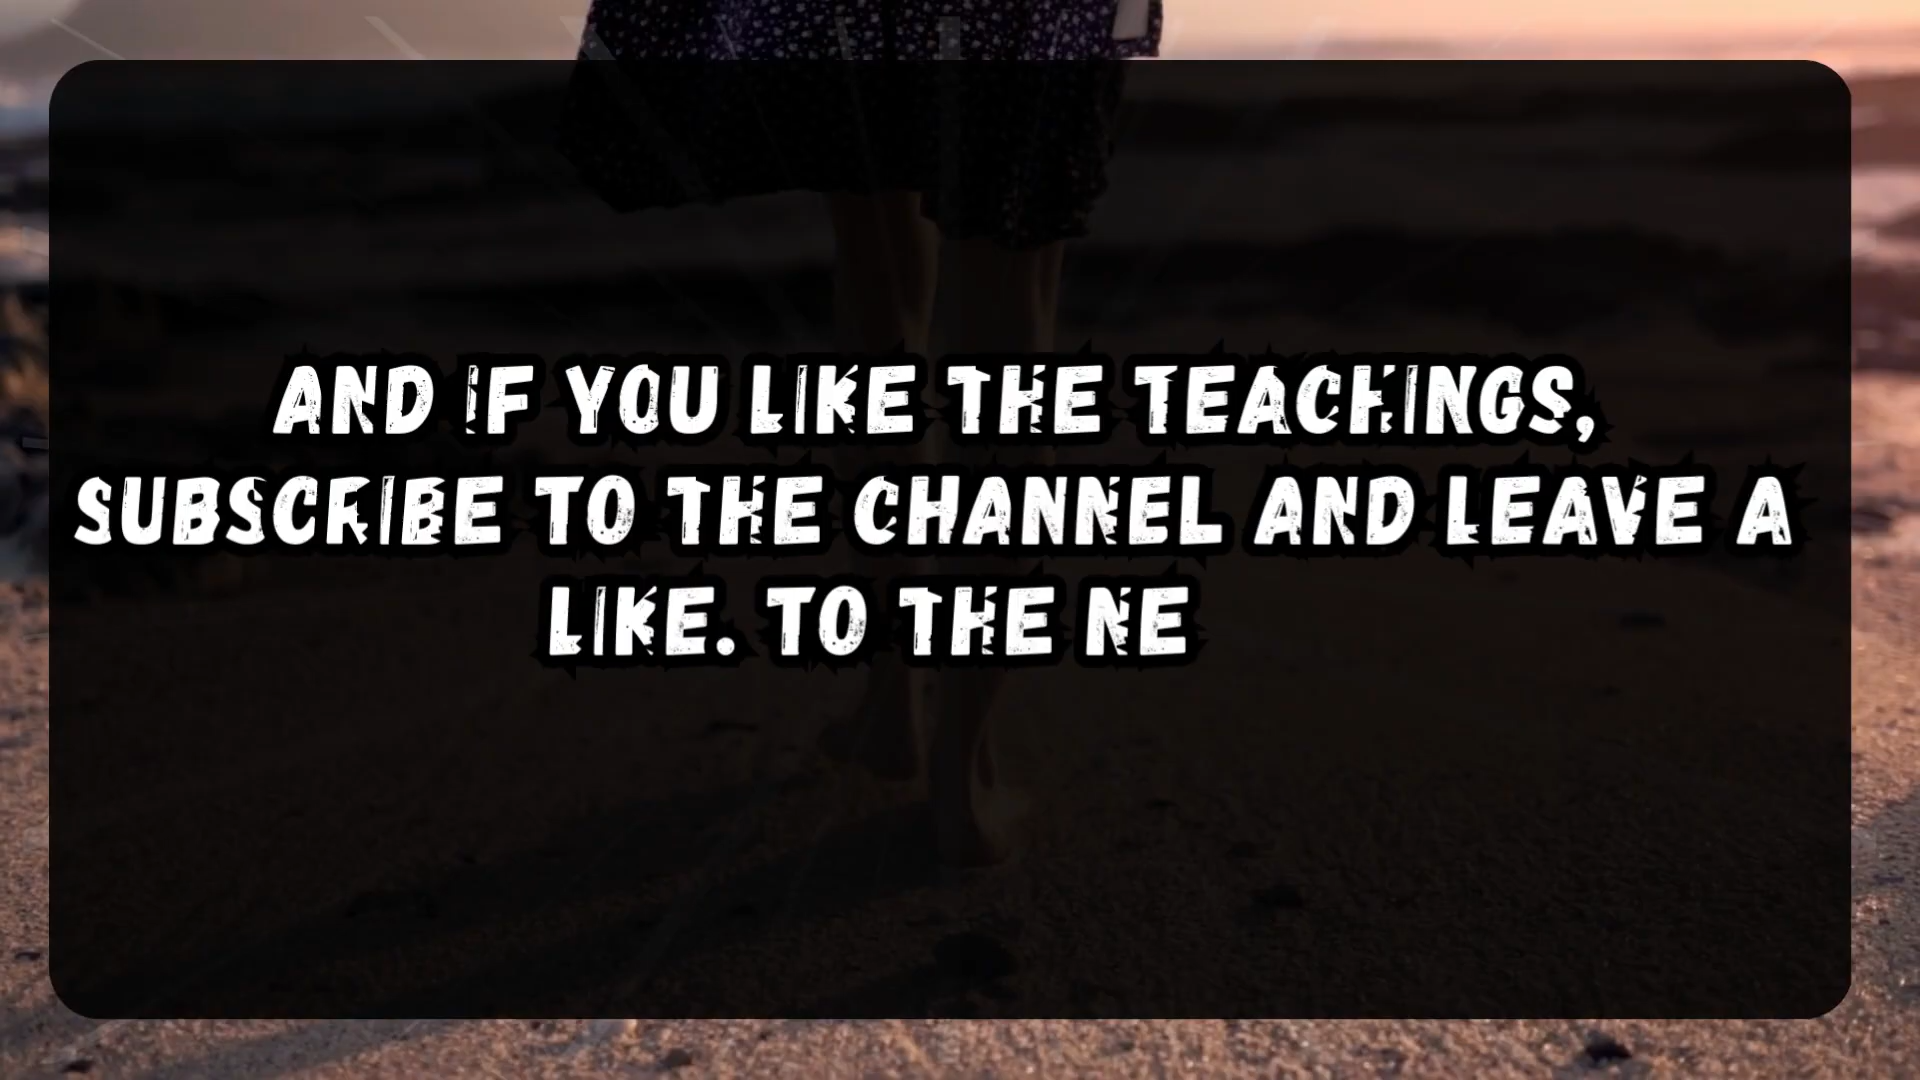 AND IF YOU LIKE THE TEACHINGS,
SUBSCRIBE TO THE CHANNEL AND LEAVE A
LIKE. TO THE NE